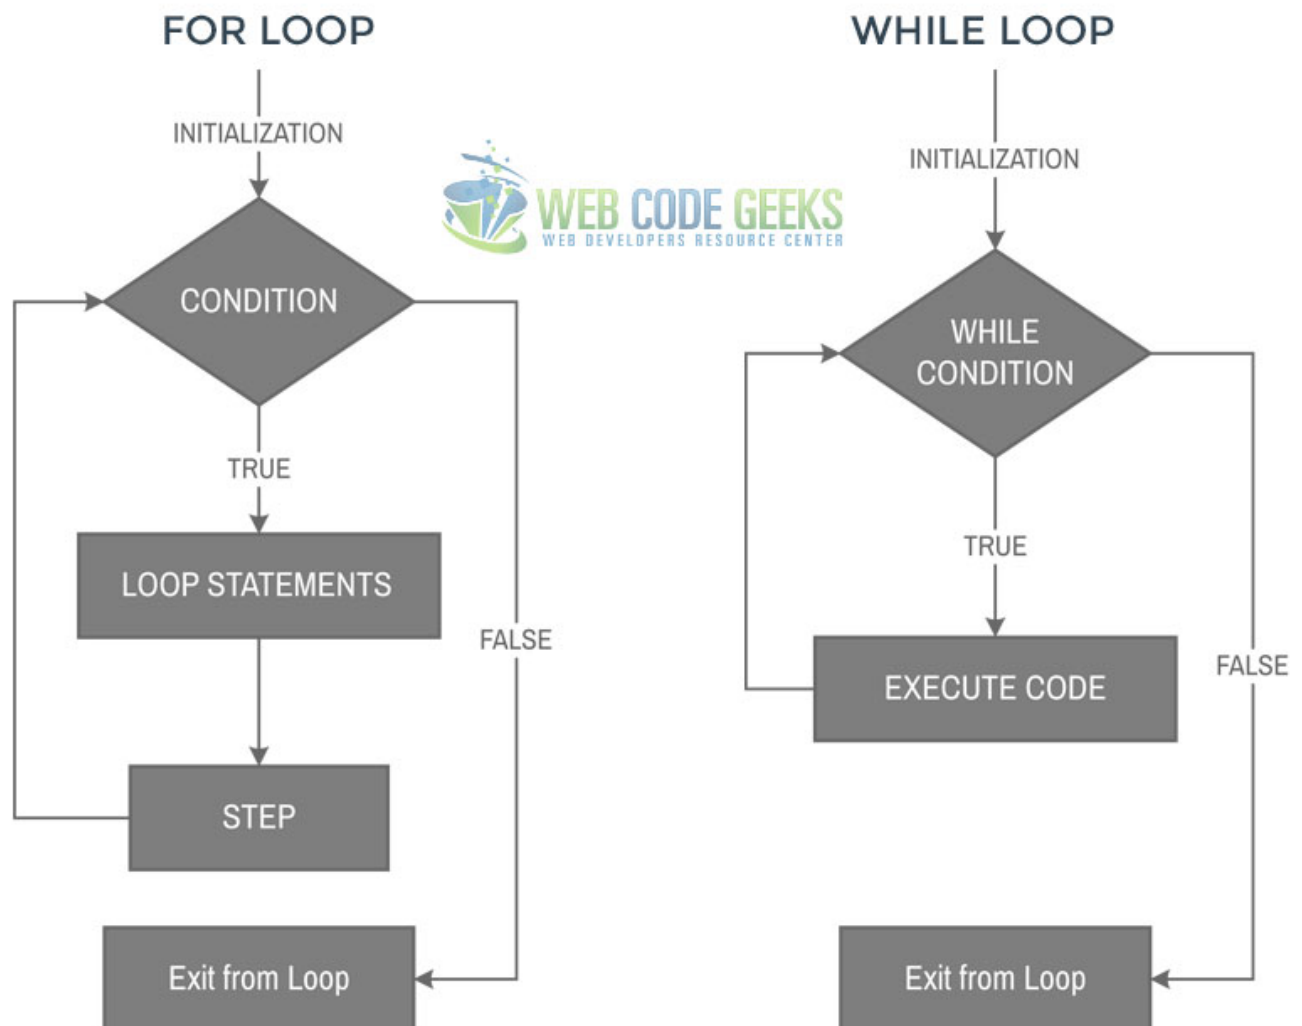 FOR LOOP
INITIALIZATION
CONDITION
TRUE
LOOP STATEMENTS
FALSE
STEP
Exit from Loop
WEB CODE GEEKS
WEB DEVELOPERS RESOURCE CENTER
WHILE LOOP
INITIALIZATION
WHILE
CONDITION
TRUE
EXECUTE CODE
FALSE
Exit from Loop